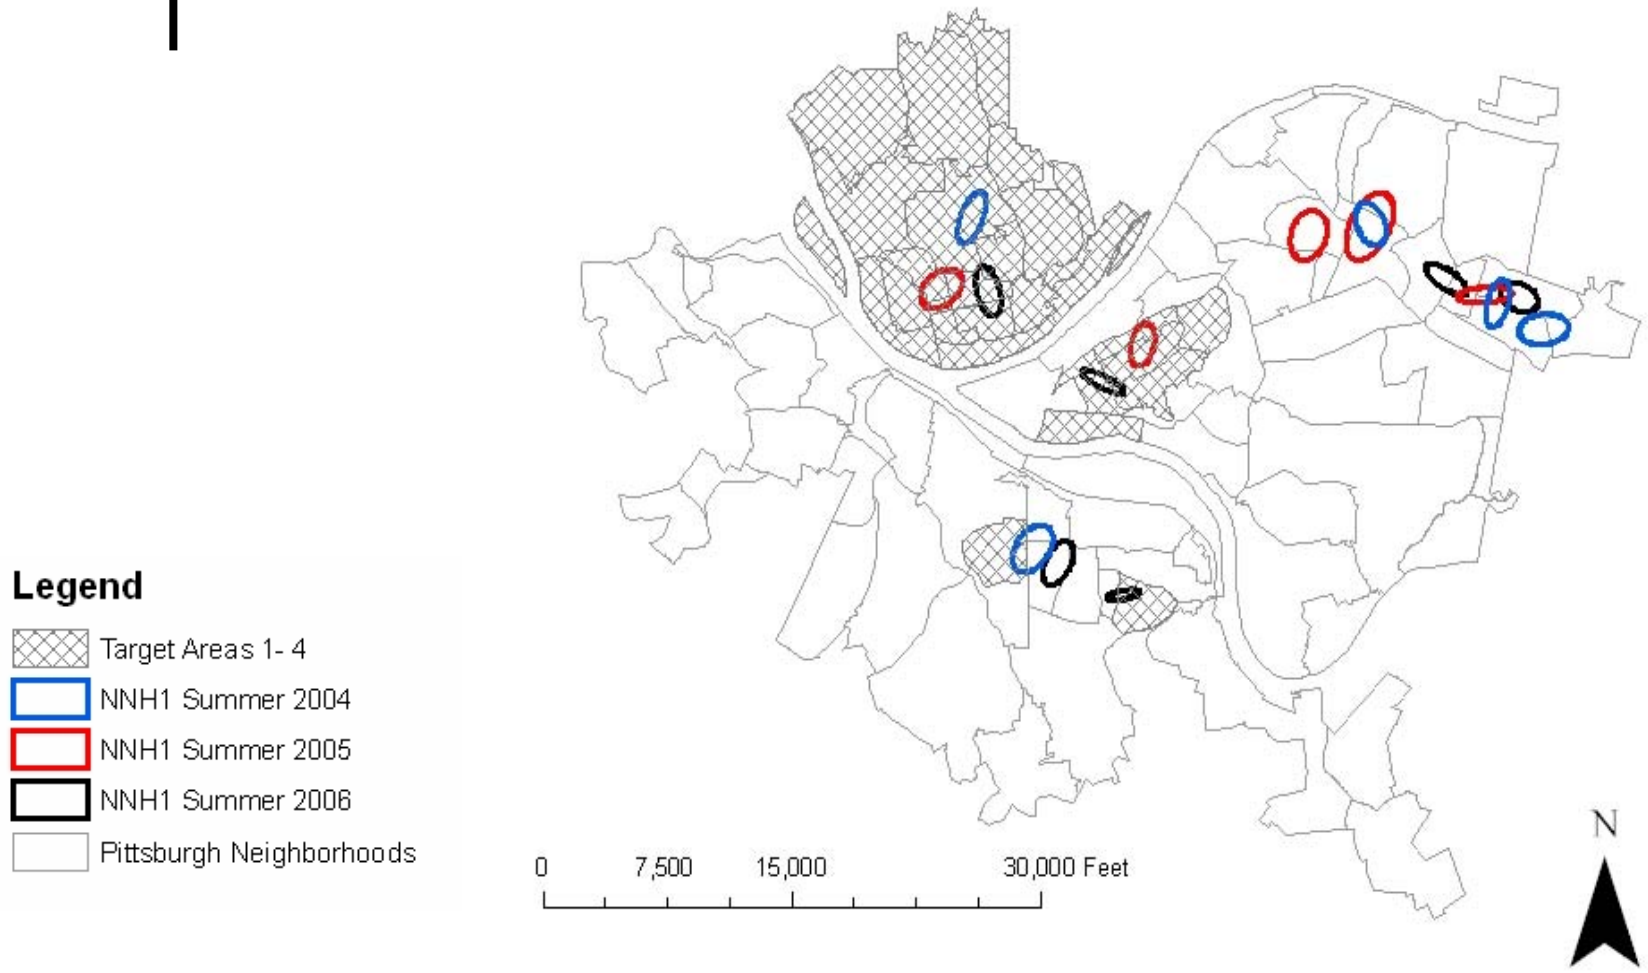 Legend
Target Areas 1- 4
NNH1 Summer 2004
NNH1 Summer 2005
NNH1 Summer 2006
Pittsburgh Neighborhoods
0 7,500 15,000 30,000 Feet
N